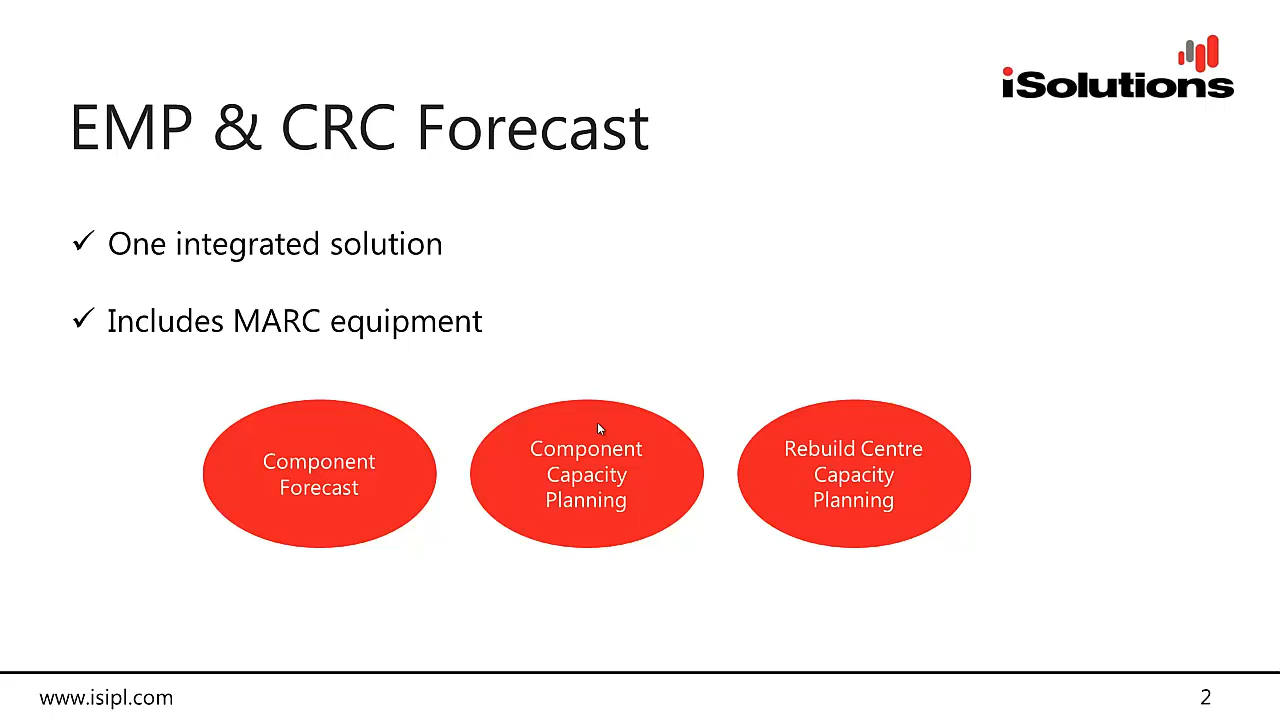 iSolutions
EMP & CRC Forecast
✓ One integrated solution
✓ Includes MARC equipment
Component
Forecast
Component
Capacity
Planning
Rebuild Centre
Capacity
Planning
www.isipl.com
2